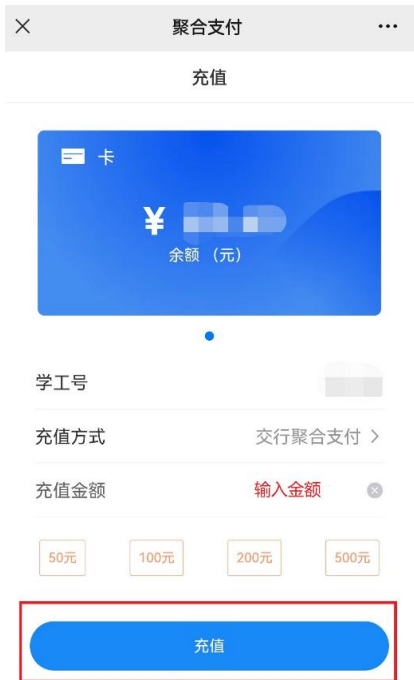 聚合支付
充值
卡
¥
余额 （元）
学工号
充值方式 交行聚合支付
充值金额 输入金额
50元 100元 200元 500元
充值